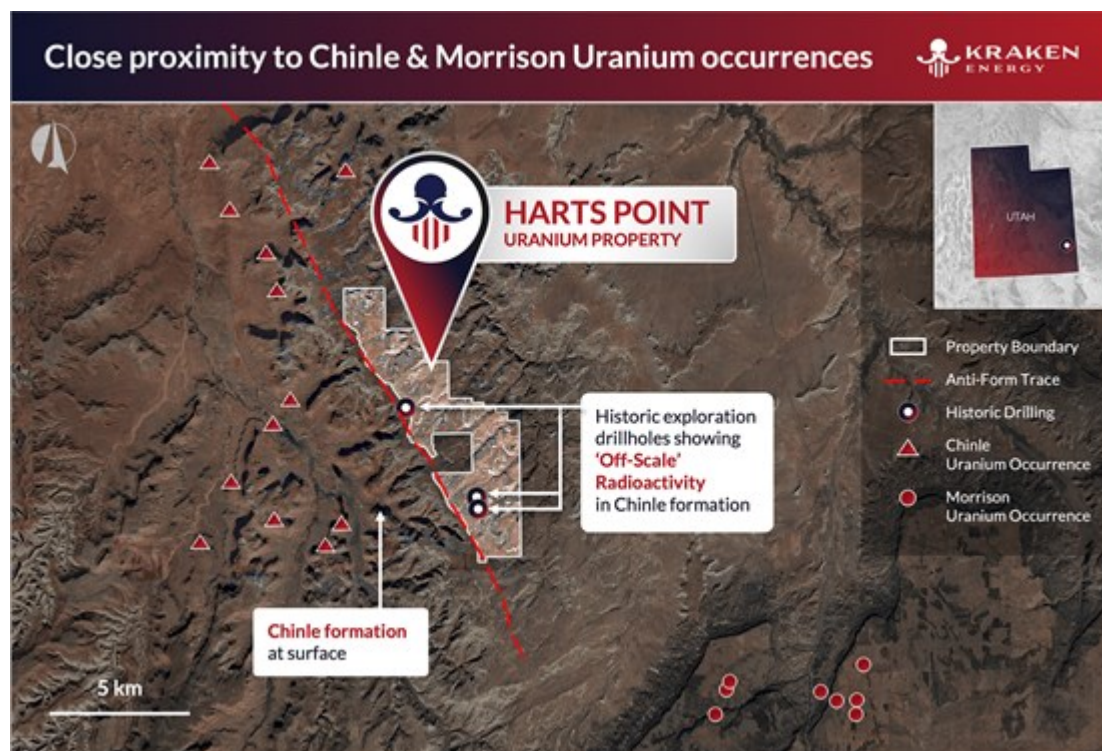 Close proximity to Chinle & Morrison Uranium occurrences
KRAKEN
ENERGY
HARTS POINT
URANIUM PROPERTY
UTAH
Property Boundary
Anti-Form Trace
Historic Drilling
Chinle
Uranium Occurrence
Morrison
Uranium Occurrence
Historic exploration
drillholes showing
‘Off-Scale’
Radioactivity
in Chinle formation
Chinle formation
at surface
5 km